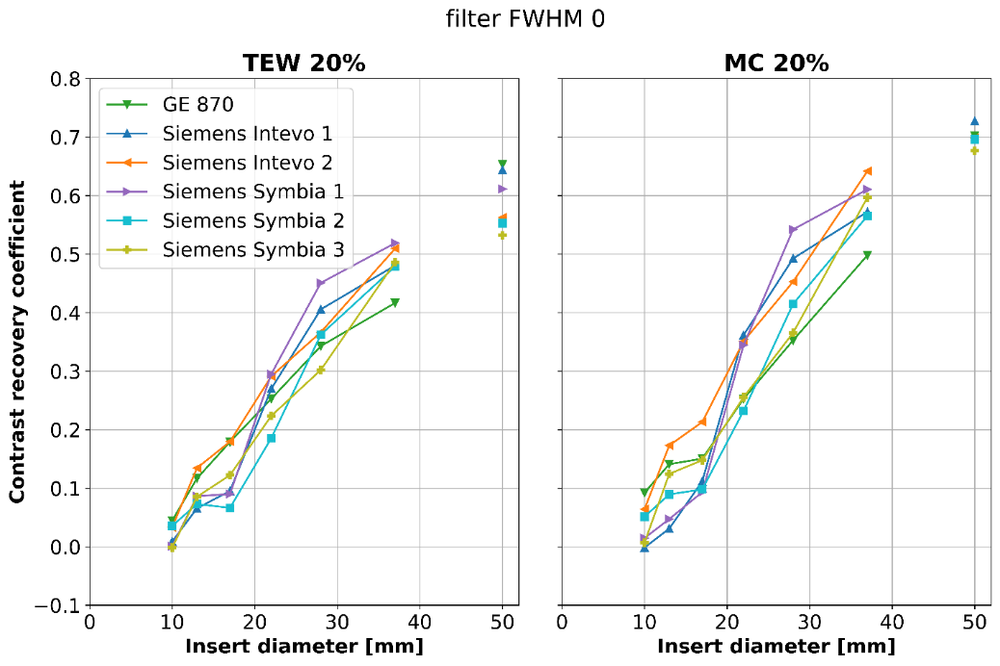 filter FWHM 0
TEW 20%
MC 20%
Contrast recovery coefficient
0.8
0.7
0.6
0.5
0.4
0.3
0.2
0.1
0.0
−0.1
GE 870
Siemens Intevo 1
Siemens Intevo 2
Siemens Symbia 1
Siemens Symbia 2
Siemens Symbia 3
0 10 20 30 40 50
0 10 20 30 40 50
Insert diameter [mm]
Insert diameter [mm]